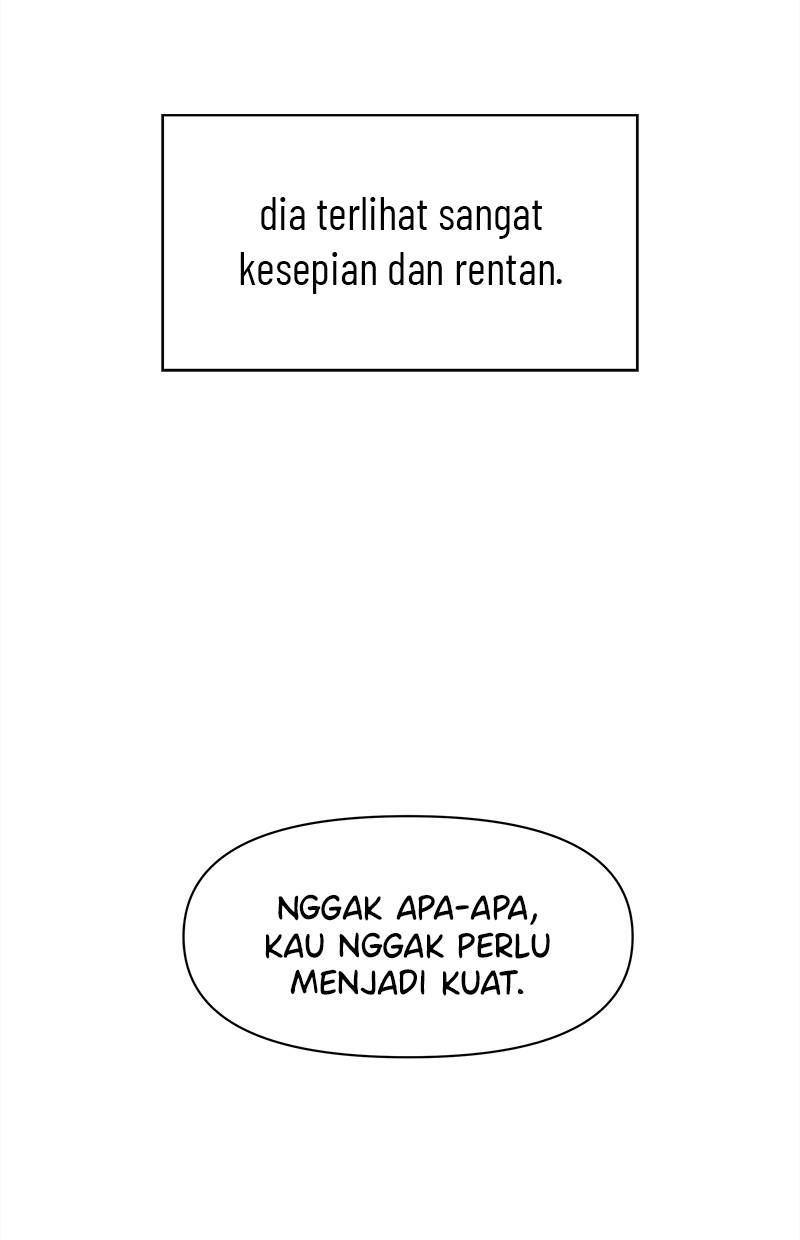 dia terlihat sangat
kesepian dan rentan.
NGGAK APA-APA,
KAU NGGAK PERLU
MENJADI KUAT.